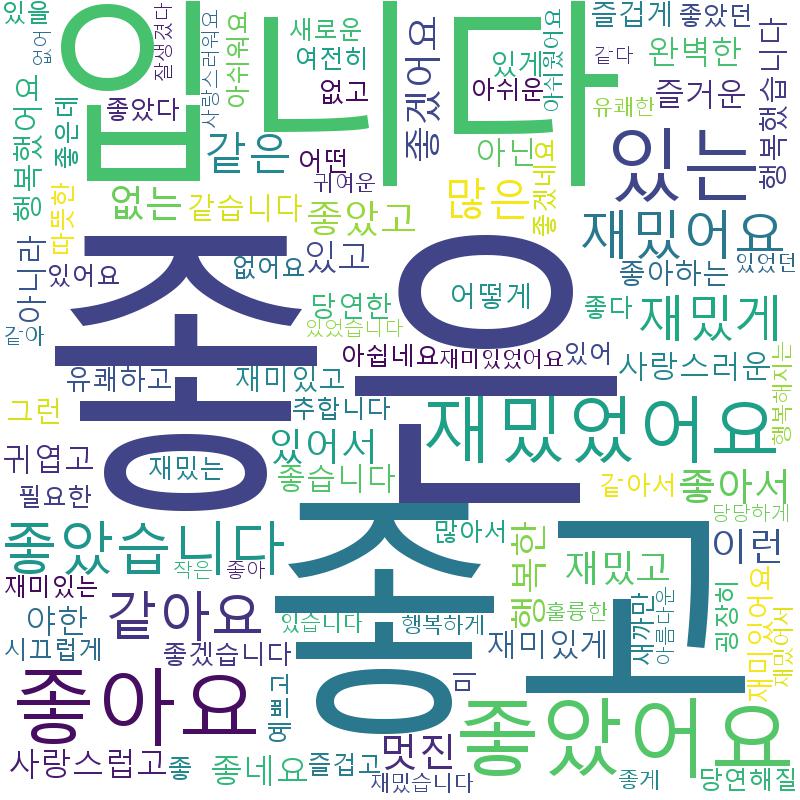 있을
없어
입니다
잘생겼다
사랑스러워요
아쉬워요
새로운
여전히
없고
좋겠어요
있게
아쉬운
아쉬웠어요
즐겁게
좋았던
같다
완벽한
유쾌한
즐거운
행복했습니다
행복했어요
좋은데
좋았다
같은
어떤
귀여운
아닌
좋겠네요
있는
따뜻한
없는
같습니다
좋았고
많은
재밌어요
아니라
있어요
없어요
있고
어떻게
좋아하는
있었던
좋은
당연한
있었습니다
좋다
재밌게
같아
아쉽네요
재미있었어요
있어
유쾌하고
재미있고
사랑스러운
행복해지는
그런
추합니다
재밌었어요
귀엽고
재밌는
있어서
좋습니다
같아서
좋아서
필요한
당당하게
좋고
좋았습니다
많아서
행복한
재밌고
이런
작은
좋아
재미있는
같아요
야한
있습니다
행복하게
훌륭한
새까만
아름다운
굉장히
재미있어요
재밌어서
시끄럽게
좋겠습니다
재미있게
미
좋아요
예쁘고
좋았어요
사랑스럽고
좋
좋네요
즐겁고
멋진
재밌습니다
좋게
당연해질